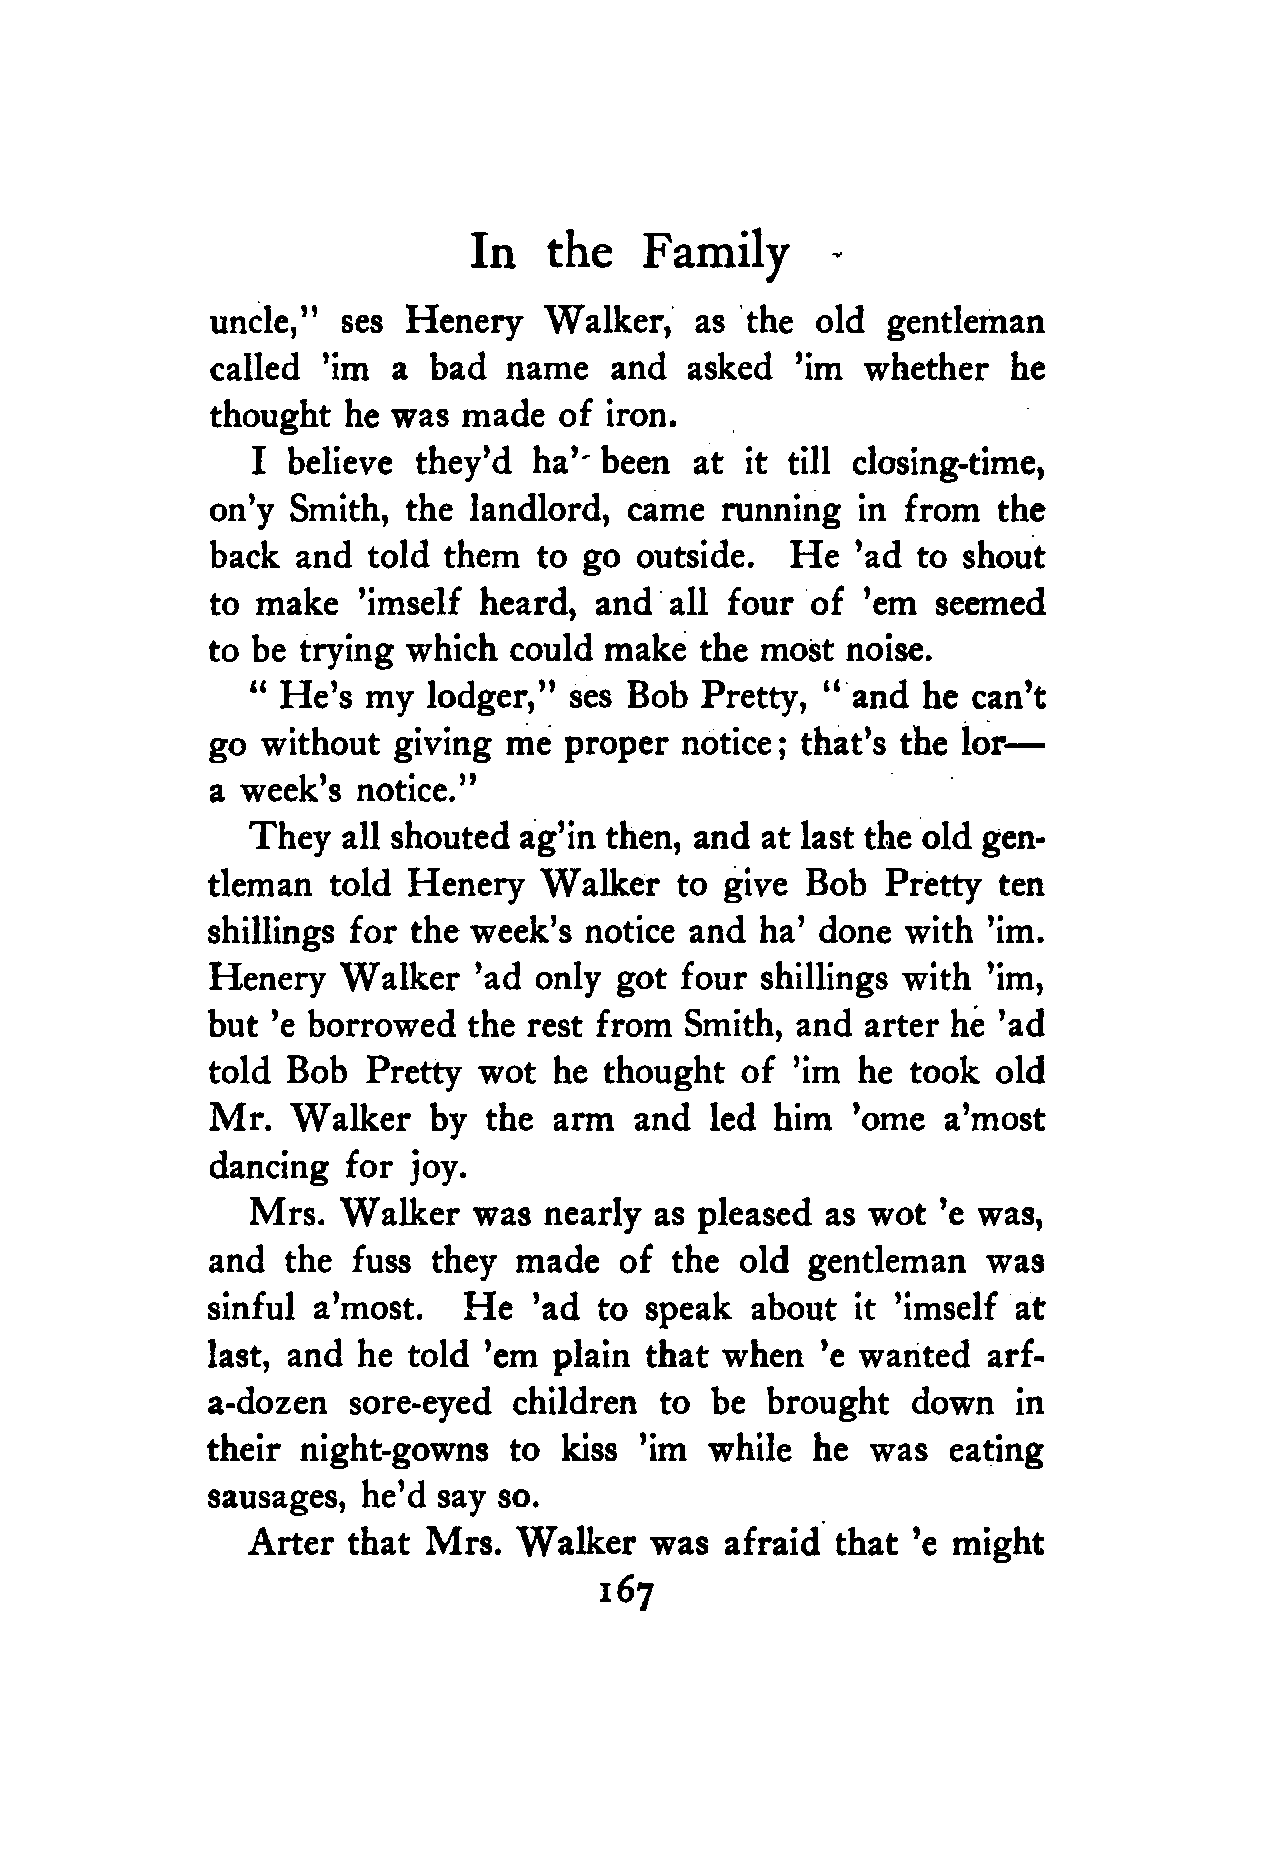 In the Family
uncle," ses Henery Walker, as the old gentleman
called 'im a bad name and asked 'im whether he
thought he was made of iron.
I believe they'd ha' been at it till closing-time,
on'y Smith, the landlord, came running in from the
back and told them to go outside. He 'ad to shout
to make 'imself heard, and all four of 'em seemed
to be trying which could make the most noise.
" He's my lodger," ses Bob Pretty, " and he can't
go without giving me proper notice; that's the lor—
a week's notice."
They all shouted ag'in then, and at last the old gen-
tleman told Henery Walker to give Bob Pretty ten
shillings for the week's notice and ha' done with 'im.
Henery Walker 'ad only got four shillings with 'im,
but 'e borrowed the rest from Smith, and arter he 'ad
told Bob Pretty wot he thought of 'im he took old
Mr. Walker by the arm and led him 'ome a'most
dancing for joy.
Mrs. Walker was nearly as pleased as wot 'e was,
and the fuss they made of the old gentleman was
sinful a'most. He 'ad to speak about it 'imself at
last, and he told 'em plain that when 'e wanted arf-
a-dozen sore-eyed children to be brought down in
their night-gowns to kiss 'im while he was eating
sausages, he'd say so.
Arter that Mrs. Walker was afraid that 'e might
167